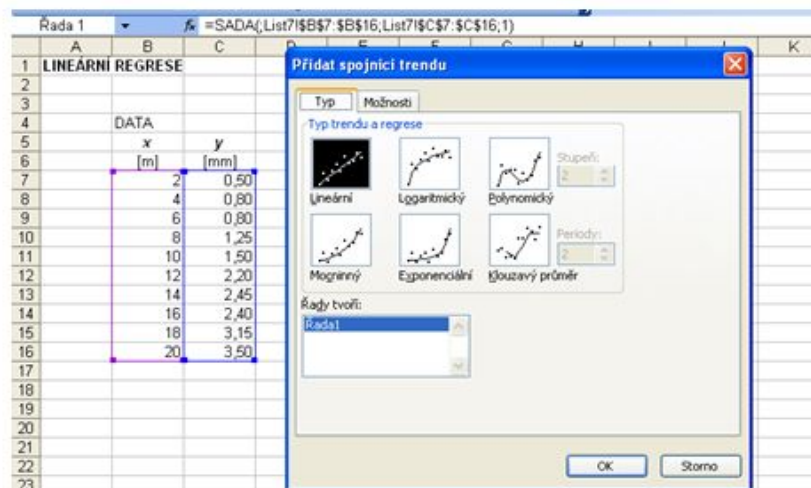 Řada 1 fx =SADA(;List7!$B$7:$B$16;List7!$C$7:$C$16;1)
A B C K
1 LINEÁRNÍ REGRESE
2
3
4 DATA
5 x y
6 [m] [mm]
7 2 0,50
8 4 0,80
9 6 0,80
10 8 1,25
11 10 1,50
12 12 2,20
13 14 2,45
14 16 2,40
15 18 3,15
16 20 3,50
17
18
19
20
21
22
23
Přidat spojnici trendu
Typ Možnosti
Typ trendu a regrese
Lineární Logaritmický Polynomický
Stupeň:
2
Mocninný Exponenciální Klouzavý průměr
Periody:
2
Řady tvoří:
Řada1
OK Storno